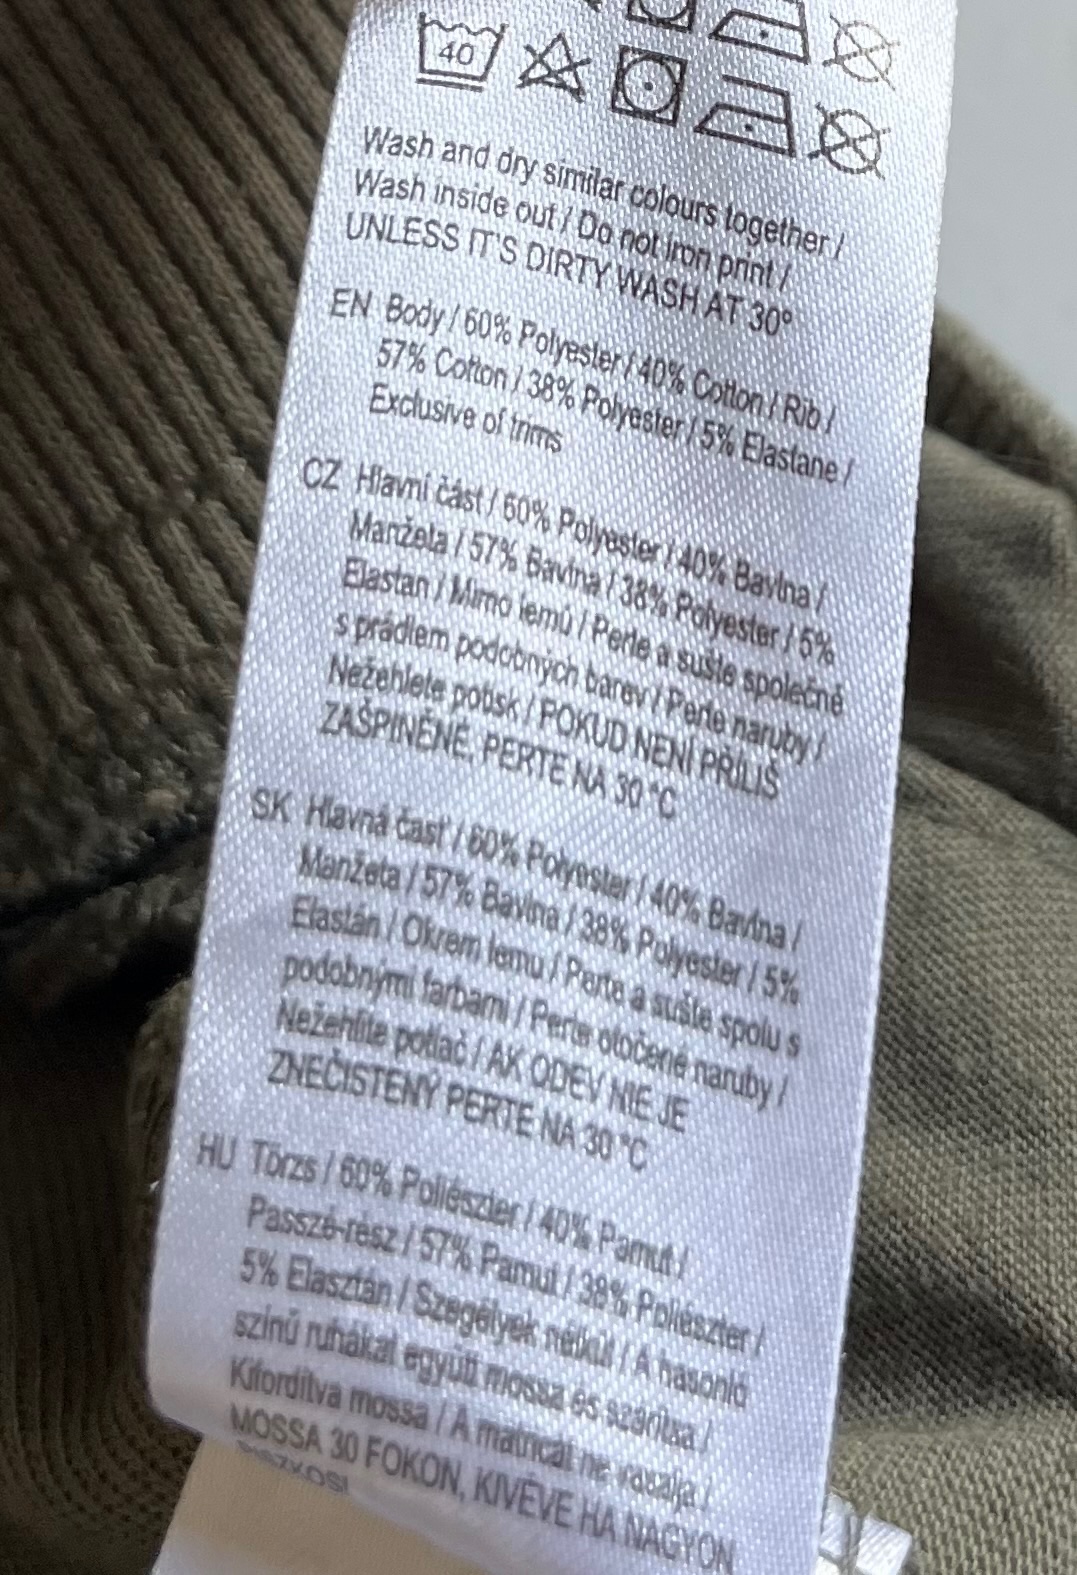 40
Wash and dry similar colours together /
Wash inside out / Do not iron print /
UNLESS IT'S DIRTY WASH AT 30°
EN Body / 60% Polyester / 40% Cotton / Rib /
57% Cotton / 38% Polyester / 5% Elastane /
Exclusive of trims
CZ Hlavní část / 60% Polyester / 40% Bavlna /
Manžeta / 57% Bavlna / 38% Polyester / 5%
Elastan / Mimo lemů / Perte a sušte společně
s prádlem podobných barev / Perte naruby /
Nežehlete potisk / POKUD NENÍ PŘÍLIŠ
ZAŠPINĚNÉ, PERTE NA 30 °C
SK Hlavná časť / 60% Polyester / 40% Bavlna /
Manžeta / 57% Bavlna / 38% Polyester / 5%
Elastán / Okrem lemu / Perte a sušte spolu s
podobnými farbami / Perte otočené naruby /
Nežehlite potlač / AK ODEV NIE JE
ZNEČISTENÝ PERTE NA 30 °C
HU Törzs / 60% Poliészter / 40% Pamut /
Passzé-rész / 57% Pamut / 38% Poliészter /
5% Elasztán / Szegélyek nélkül / A hasonló
színű ruhákat együtt mossa és szárítsa /
Kifordítva mossa / A matricát ne vasalja /
MOSSA 30 FOKON, KIVÉVE HA NAGYON
PISZKOS!